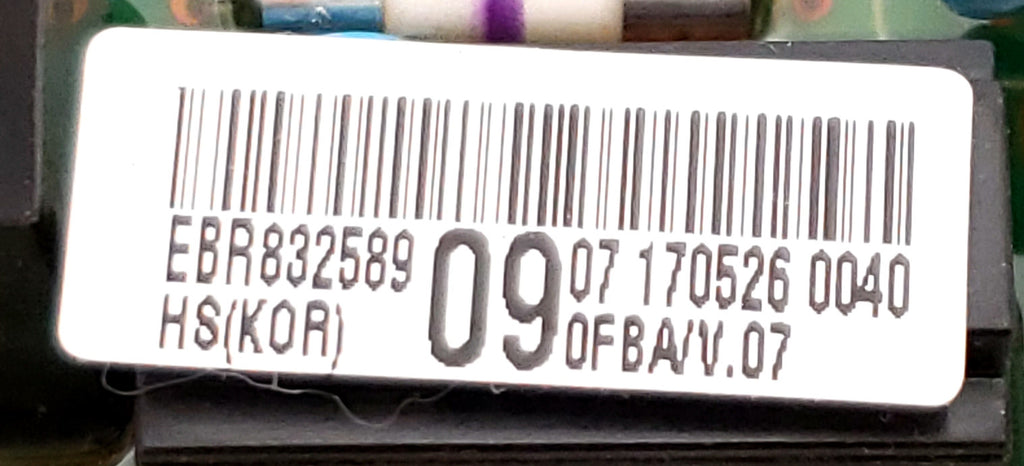 EBR832589 09 07 170526 0040
HS(KOR) 0FBA/V.07